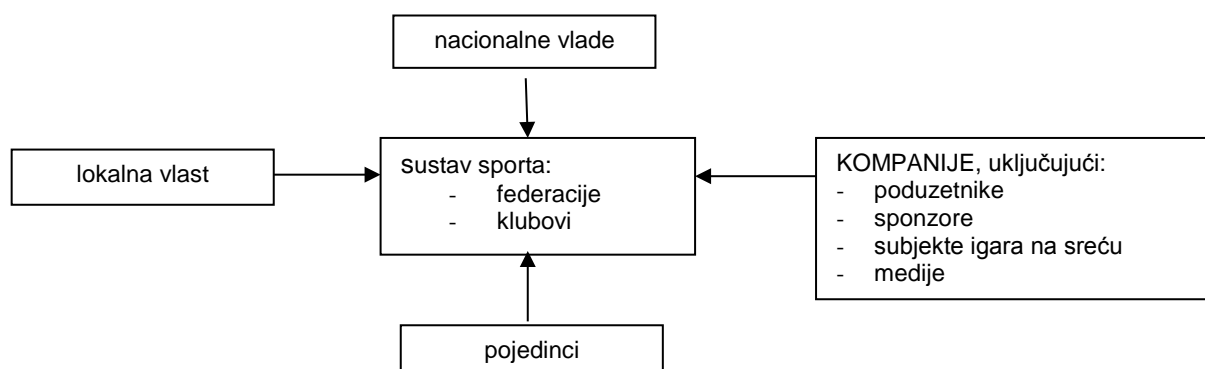 nacionalne vlade
lokalna vlast
sustav sporta:
- federacije
- klubovi
KOMPANIJE, uključujući:
- poduzetnike
- sponzore
- subjekte igara na sreću
- medije
pojedinci